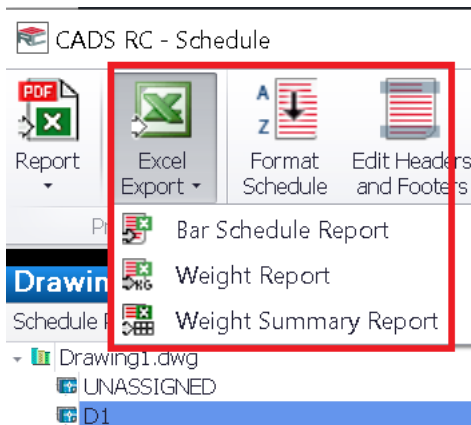 CADS RC - Schedule
PDF
A
Z
Report
Excel
Export
Format
Schedule
Edit Headers
and Footers
Bar Schedule Report
KG
Weight Report
Weight Summary Report
Drawin
Schedule
Drawing1.dwg
UNASSIGNED
D1